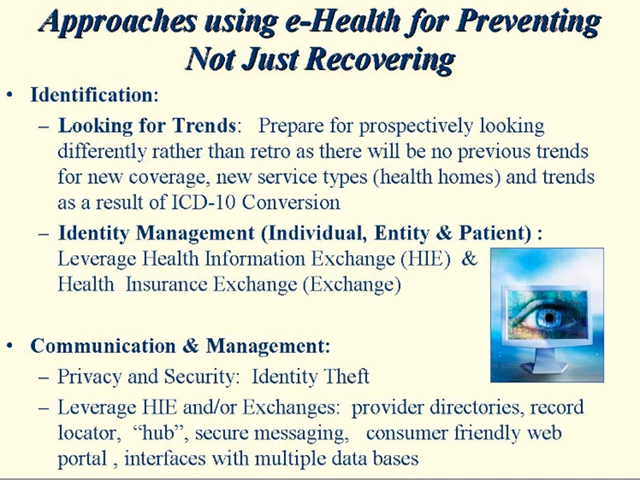 Approaches using e-Health for Preventing
Not Just Recovering
• Identification:
– Looking for Trends: Prepare for prospectively looking
differently rather than retro as there will be no previous trends
for new coverage, new service types (health homes) and trends
as a result of ICD-10 Conversion
– Identity Management (Individual, Entity & Patient) :
Leverage Health Information Exchange (HIE) &
Health Insurance Exchange (Exchange)
• Communication & Management:
– Privacy and Security: Identity Theft
– Leverage HIE and/or Exchanges: provider directories, record
locator, “hub”, secure messaging, consumer friendly web
portal , interfaces with multiple data bases